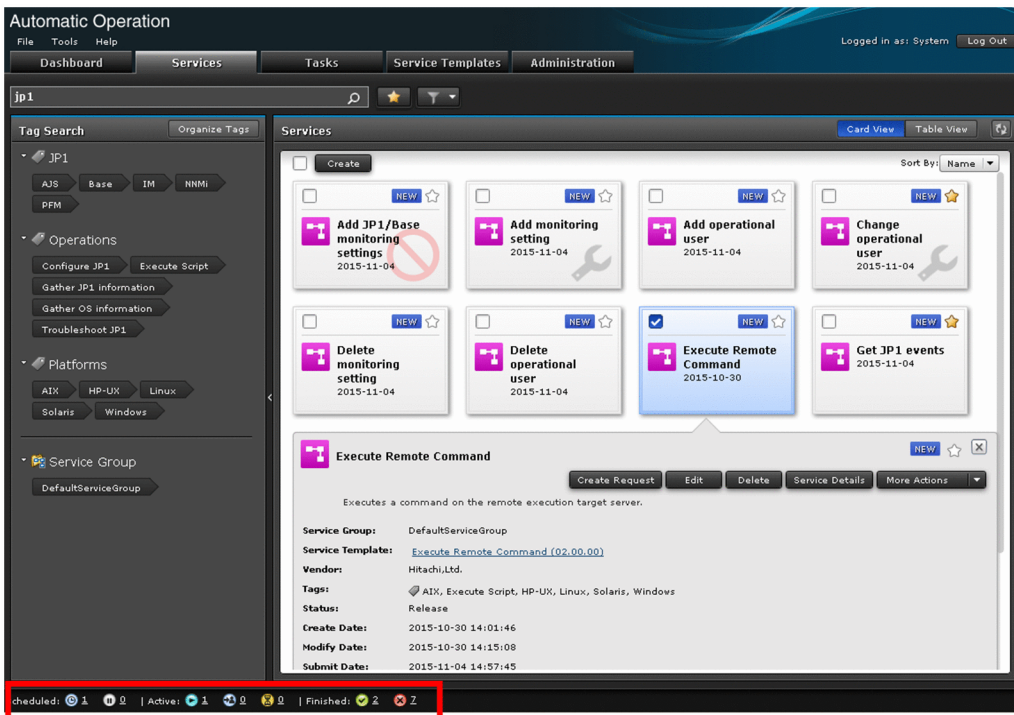 Automatic Operation
File Tools Help
Logged in as: System Log Out
Dashboard Services Tasks Service Templates Administration
jp1
Tag Search Organize Tags
JP1
AJS Base IM NNMi
PFM
Operations
Configure JP1 Execute Script
Gather JP1 information
Gather OS information
Troubleshoot JP1
Platforms
AIX HP-UX Linux
Solaris Windows
Service Group
DefaultServiceGroup
Services Card View Table View
Create Sort By: Name
NEW
Add JP1/Base
monitoring
settings
2015-11-04
NEW
Add monitoring
setting
2015-11-04
NEW
Add operational
user
2015-11-04
NEW
Change
operational
user
2015-11-04
NEW
Delete
monitoring
setting
2015-11-04
NEW
Delete
operational
user
2015-11-04
NEW
Execute Remote
Command
2015-10-30
NEW
Get JP1 events
2015-11-04
Execute Remote Command NEW
Create Request Edit Delete Service Details More Actions
Executes a command on the remote execution target server.
Service Group: DefaultServiceGroup
Service Template: Execute Remote Command (02.00.00)
Vendor: Hitachi,Ltd.
Tags: AIX, Execute Script, HP-UX, Linux, Solaris, Windows
Status: Release
Create Date: 2015-10-30 14:01:46
Modify Date: 2015-10-30 14:15:08
Submit Date: 2015-11-04 14:57:45
cheduled: 1 0 | Active: 1 0 0 | Finished: 2 7